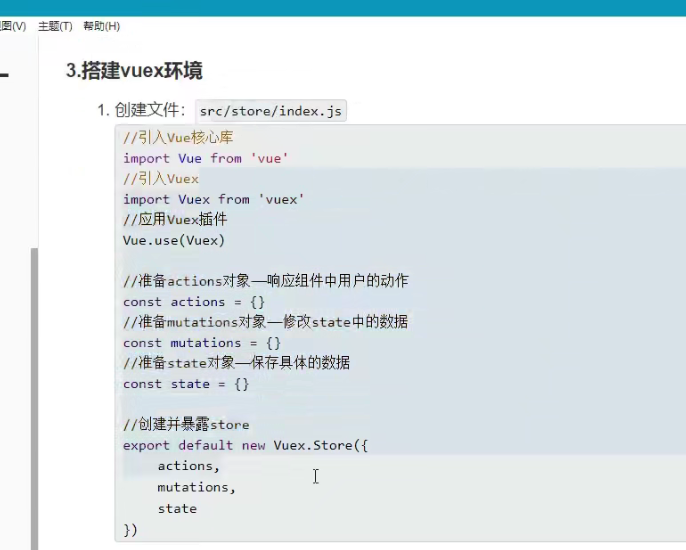 图(V) 主题(T) 帮助(H)
3.搭建vuex环境
1. 创建文件： src/store/index.js
//引入Vue核心库
import Vue from 'vue'
//引入Vuex
import Vuex from 'vuex'
//应用Vuex插件
Vue.use(Vuex)
//准备actions对象——响应组件中用户的动作
const actions = {}
//准备mutations对象——修改state中的数据
const mutations = {}
//准备state对象——保存具体的数据
const state = {}
//创建并暴露store
export default new Vuex.Store({
actions,
mutations,
state
})